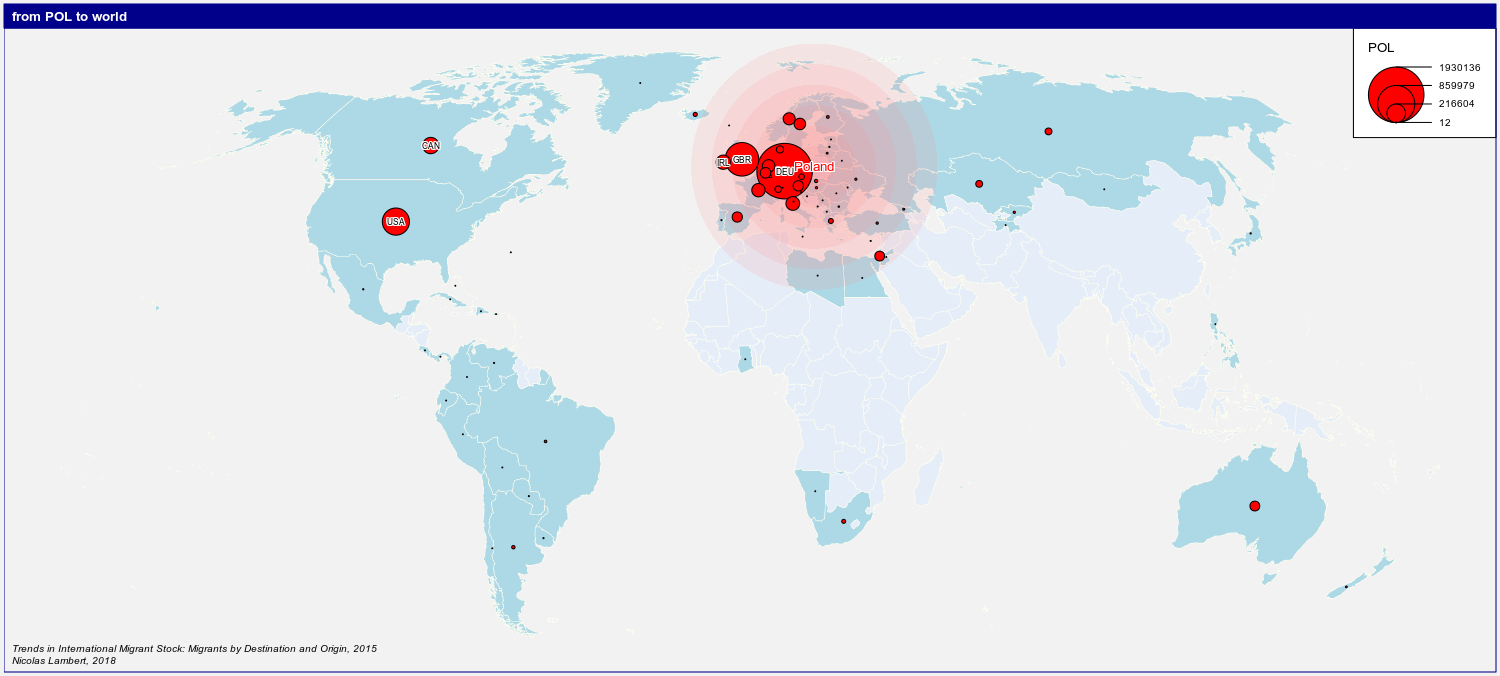 from POL to world
POL
1930136
859979
216604
12
CAN
IRL
GBR
DEU
Poland
USA
Trends in International Migrant Stock: Migrants by Destination and Origin, 2015
Nicolas Lambert, 2018